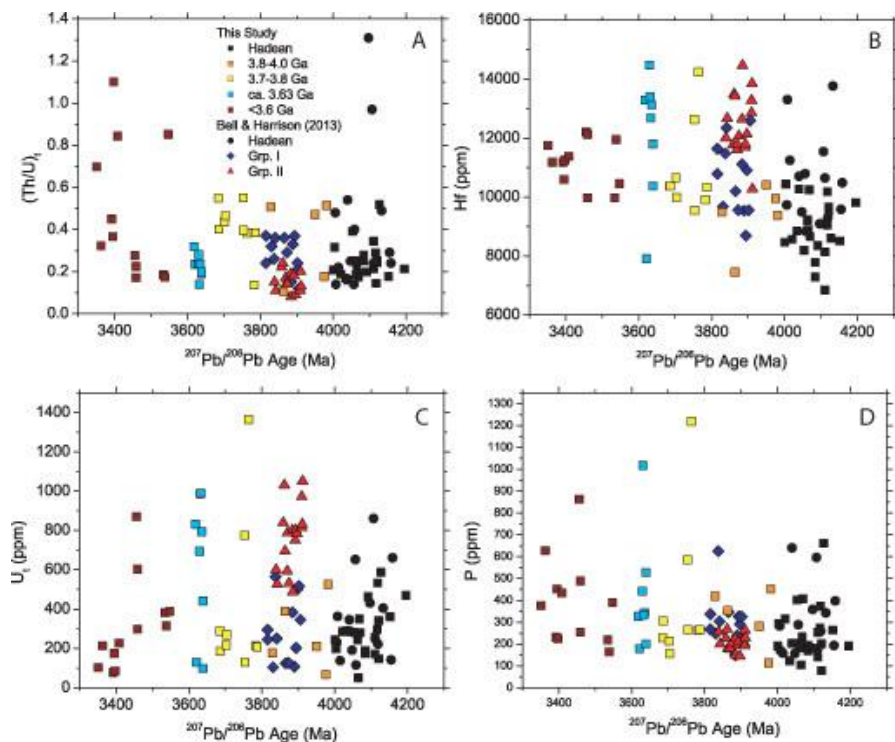 A
This Study
Hadean
3.8-4.0 Ga
3.7-3.8 Ga
ca. 3.63 Ga
<3.6 Ga
Bell & Harrison (2013)
Hadean
Grp. I
Grp. II
(Th/U)t
1.4
1.2
1.0
0.8
0.6
0.4
0.2
0.0
3400 3600 3800 4000 4200
207Pb/206Pb Age (Ma)
B
Hf (ppm)
16000
14000
12000
10000
8000
6000
3400 3600 3800 4000 4200
207Pb/206Pb Age (Ma)
C
Ut (ppm)
1400
1200
1000
800
600
400
200
0
3400 3600 3800 4000 4200
207Pb/206Pb Age (Ma)
D
P (ppm)
1300
1200
1100
1000
900
800
700
600
500
400
300
200
100
0
3400 3600 3800 4000 4200
207Pb/206Pb Age (Ma)